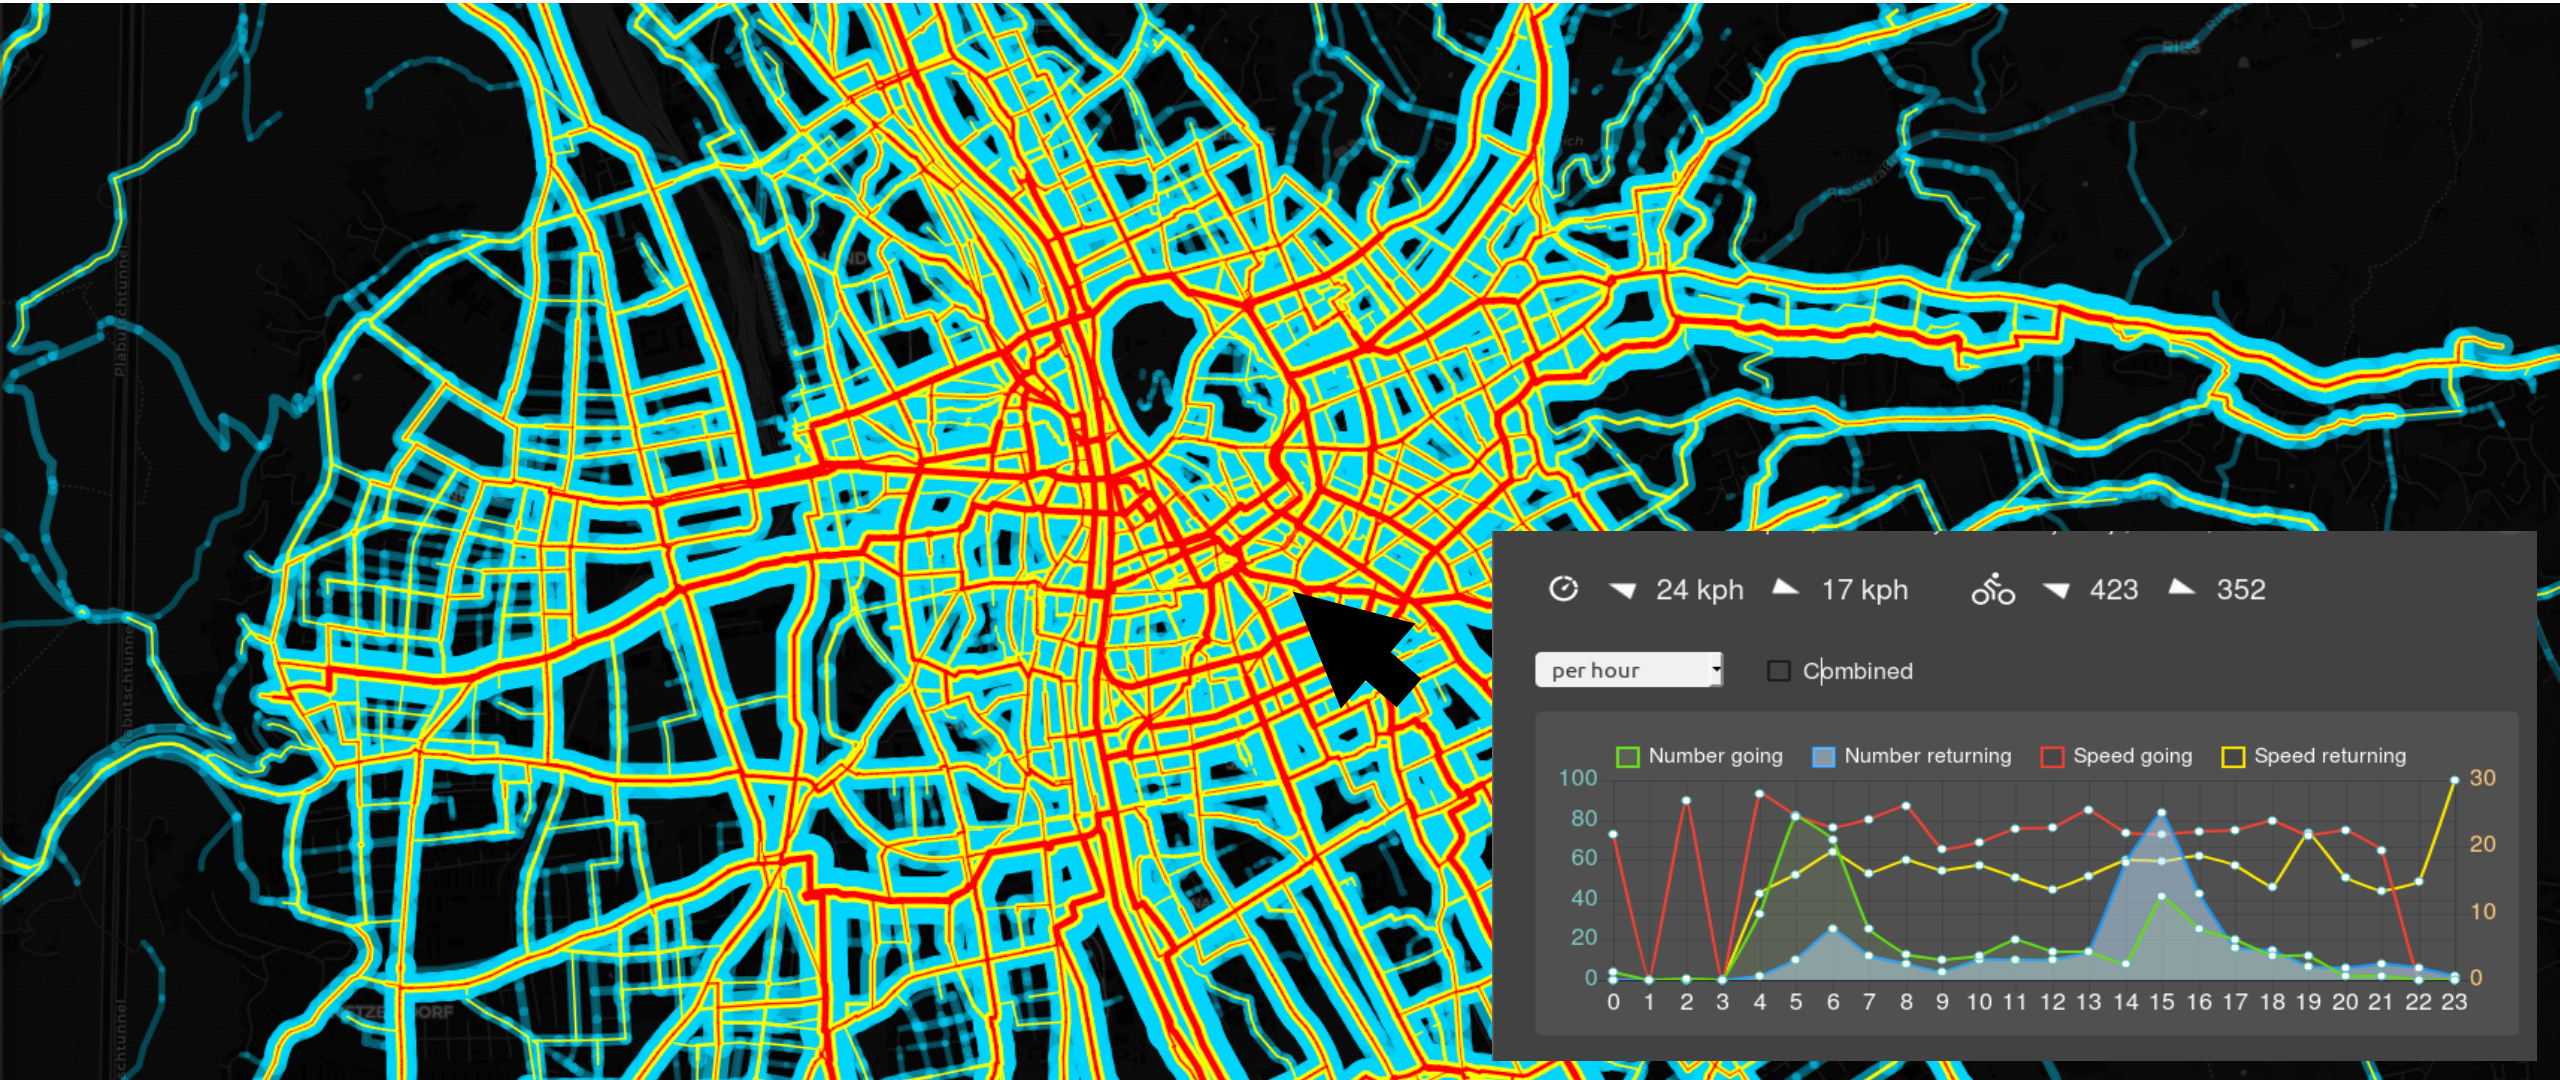 RIES
Plabutschtunnel
24 kph 17 kph 423 352
per hour Combined
Number going Number returning Speed going Speed returning
100 30
80
20
60
40
10
20
0 0
0 1 2 3 4 5 6 7 8 9 10 11 12 13 14 15 16 17 18 19 20 21 22 23